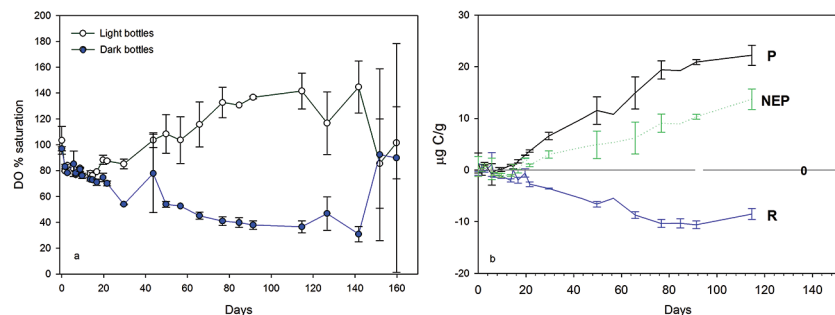 200
180
160
140
120
100
80
60
40
20
0
DO % saturation
Light bottles
Dark bottles
a
0 20 40 60 80 100 120 140 160
Days
30
20
10
0
-10
-20
µg C/g
P
NEP
0
R
b
0 20 40 60 80 100 120 140
Days